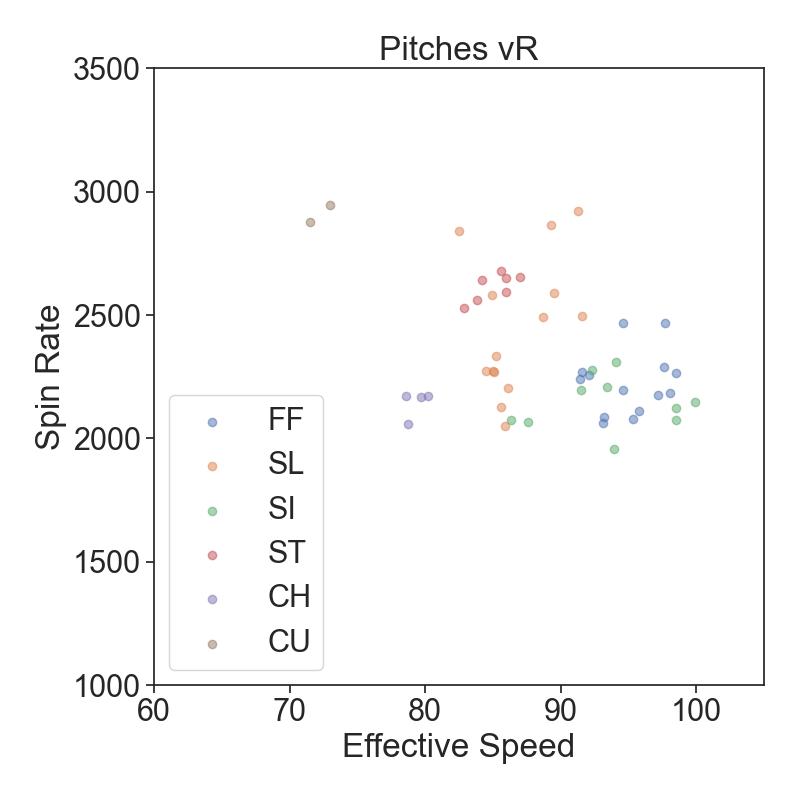 Pitches vR
3500
3000
2500
2000
1500
1000
Spin Rate
FF
SL
SI
ST
CH
CU
60 70 80 90 100
Effective Speed